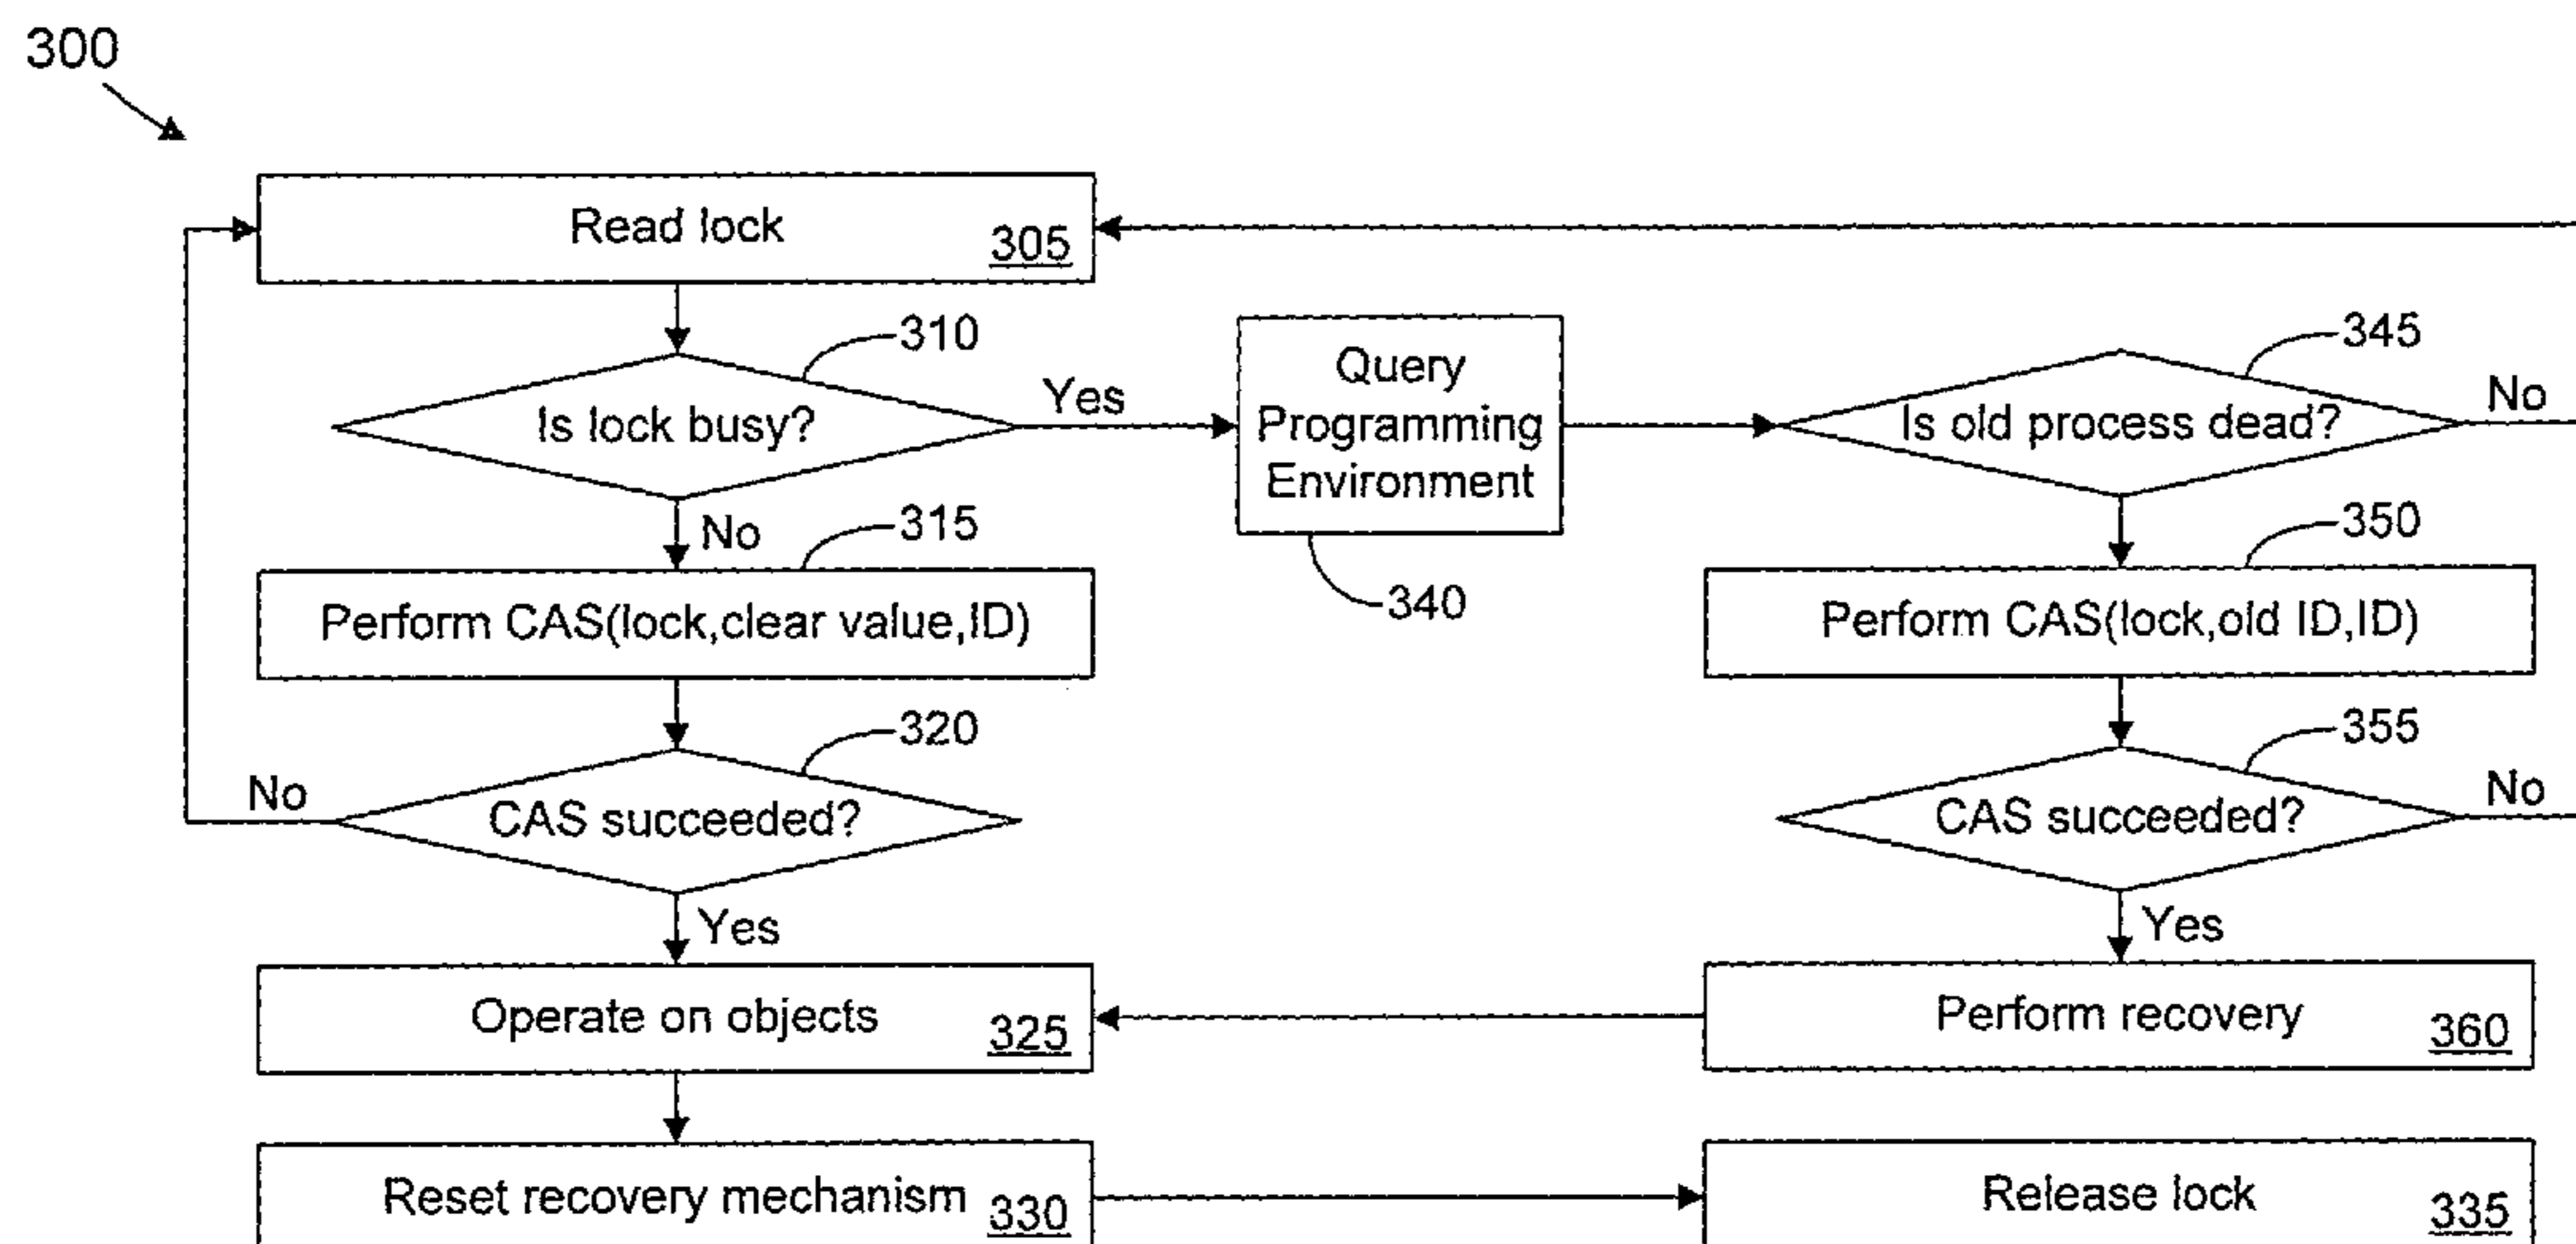 300
Read lock
305
310
Is lock busy?
Yes
Query
Programming
Environment
340
345
Is old process dead?
No
No
315
Perform CAS(lock,clear value,ID)
350
Perform CAS(lock,old ID,ID)
320
CAS succeeded?
No
355
CAS succeeded?
No
Yes
Yes
Operate on objects
325
Perform recovery
360
Reset recovery mechanism
330
Release lock
335